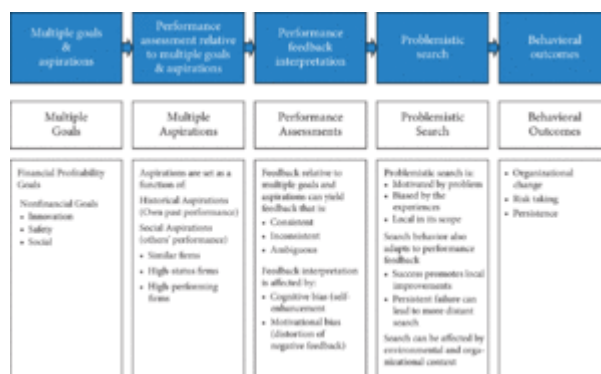 Multiple goals
&
aspirations
Performance
assessment relative
to multiple goals
& aspirations
Performance
feedback
interpretation
Problemistic
search
Behavioral
outcomes
Multiple
Goals
Multiple
Aspirations
Performance
Assessments
Problemistic
Search
Behavioral
Outcomes
Financial Profitability
Goals
Nonfinancial Goals
• Innovation
• Safety
• Social
Aspirations are set as a
function of
Historical Aspirations
(Own past performance)
Social Aspirations
(others' performance)
• Similar firms
• High-status firms
• High-performing
firms
Feedback relative to
multiple goals and
aspirations can yield
feedback that is
• Consistent
• Inconsistent
• Ambiguous
Feedback interpretation
is affected by:
• Cognitive bias (self-
enhancement
• Motivational bias
(distortion of
negative feedback)
Problemistic search is:
• Motivated by problem
• Biased by the
experiences
• Local in its scope
Search behavior also
adapts to performance
feedback
• Success promotes local
improvements
• Persistent failure can
lead to more distant
search
Search can be affected by
environmental and orga-
nizational context
• Organizational
change
• Risk taking
• Persistence